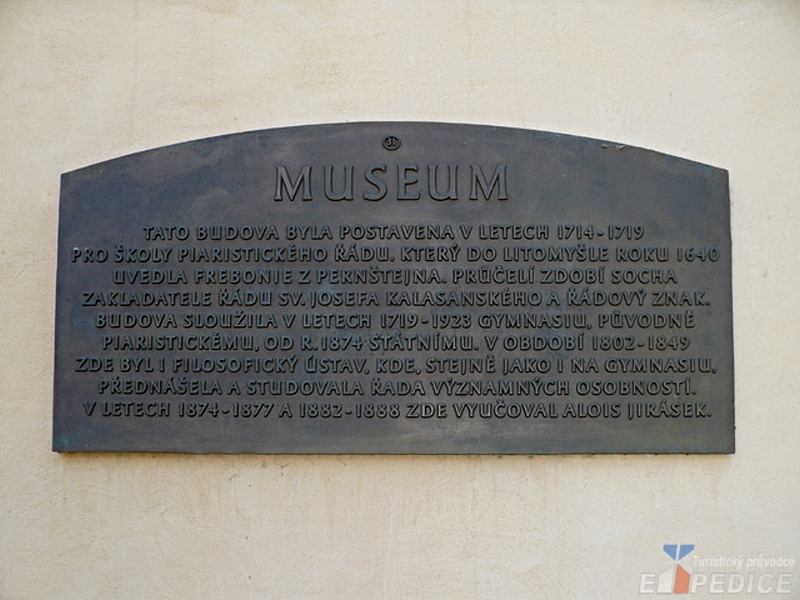 31
MUSEUM
TATO BUDOVA BYLA POSTAVENA V LETECH 1714-1719
PRO ŠKOLY PIARISTICKÉHO ŘÁDU. KTERÝ DO LITOMYŠLE ROKU 1640
UVEDLA FREBONIE Z PERNŠTEJNA. PRŮČELÍ ZDOBÍ SOCHA
ZAKLADATELE ŘÁDU SV. JOSEFA KALASANSKÉHO A ŘÁDOVÝ ZNAK.
BUDOVA SLOUŽILA V LETECH 1719-1923 GYMNASIU, PŮVODNĚ
PIARISTICKÉMU, OD R. 1874 STÁTNÍMU. V OBDOBÍ 1802-1849
ZDE BYL I FILOSOFICKÝ ÚSTAV, KDE, STEJNĚ JAKO I NA GYMNASIU,
PŘEDNÁŠELA A STUDOVALA ŘADA VÝZNAMNÝCH OSOBNOSTÍ.
V LETECH 1874-1877 A 1882-1888 ZDE VYUČOVAL ALOIS JIRÁSEK.
Turistický průvodce
EXPEDICE